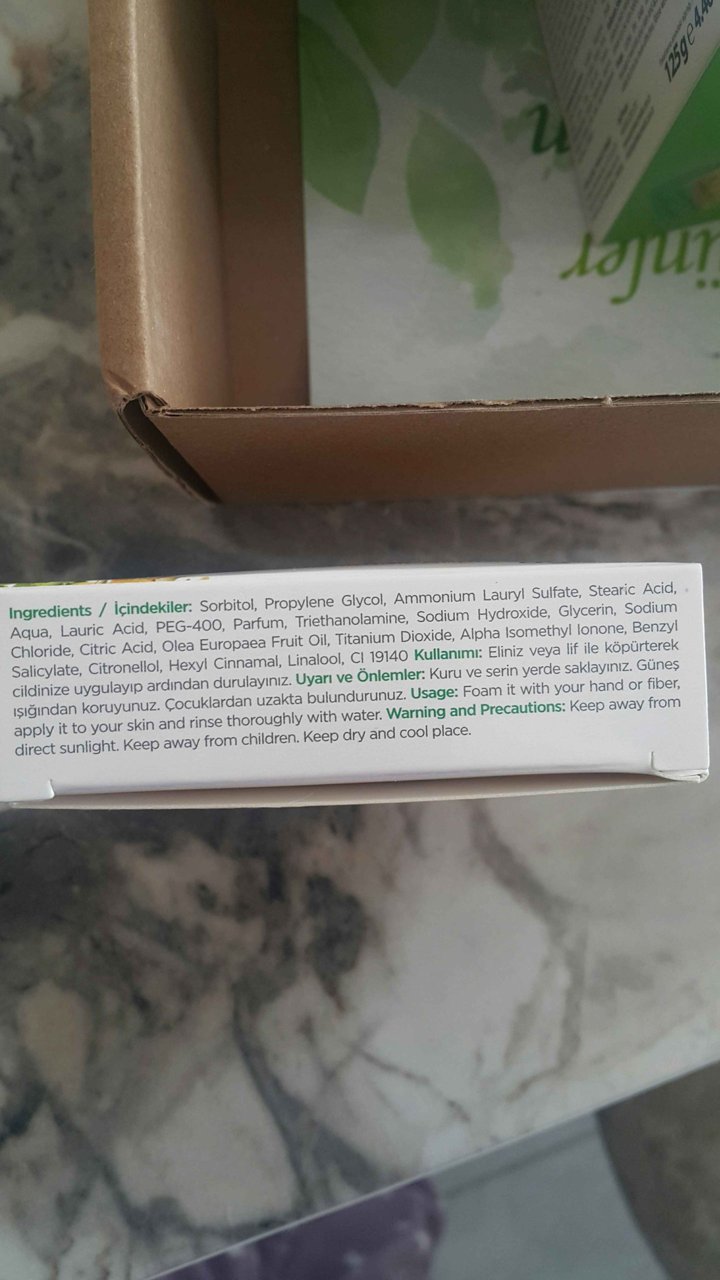 125g e 4.4
ünler
Ingredients / İçindekiler: Sorbitol, Propylene Glycol, Ammonium Lauryl Sulfate, Stearic Acid,
Aqua, Lauric Acid, PEG-400, Parfum, Triethanolamine, Sodium Hydroxide, Glycerin, Sodium
Chloride, Citric Acid, Olea Europaea Fruit Oil, Titanium Dioxide, Alpha Isomethyl Ionone, Benzyl
Salicylate, Citronellol, Hexyl Cinnamal, Linalool, CI 19140 Kullanımı: Eliniz veya lif ile köpürterek
cildinize uygulayıp ardından durulayınız. Uyarı ve Önlemler: Kuru ve serin yerde saklayınız. Güneş
ışığından koruyunuz. Çocuklardan uzakta bulundurunuz. Usage: Foam it with your hand or fiber,
apply it to your skin and rinse thoroughly with water. Warning and Precautions: Keep away from
direct sunlight. Keep away from children. Keep dry and cool place.